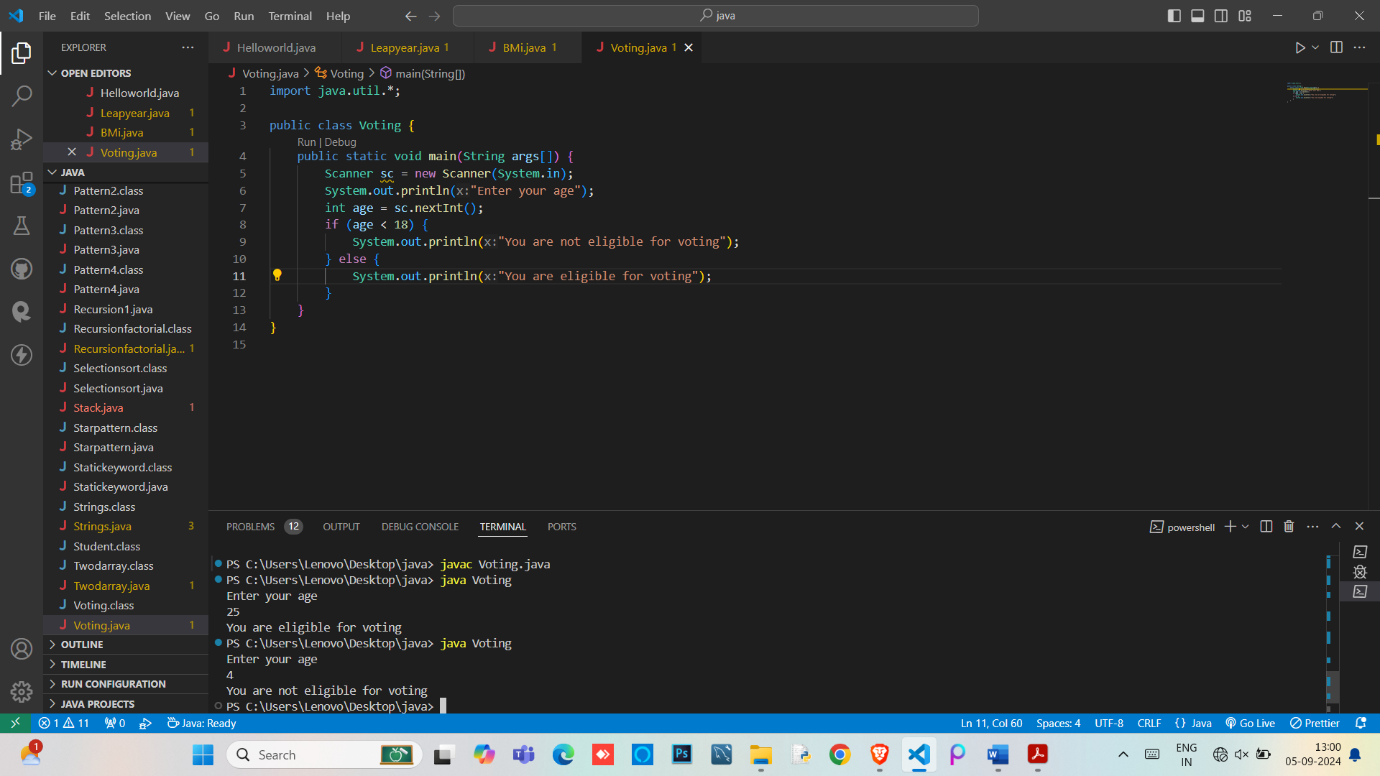 File Edit Selection View Go Run Terminal Help
java
EXPLORER
OPEN EDITORS
Helloworld.java
Leapyear.java 1
BMi.java 1
Voting.java 1
JAVA
Pattern2.class
Pattern2.java
Pattern3.class
Pattern3.java
Pattern4.class
Pattern4.java
Recursion1.java
Recursionfactorial.class
Recursionfactorial.ja... 1
Selectionsort.class
Selectionsort.java
Stack.java 1
Starpattern.class
Starpattern.java
Statickeyword.class
Statickeyword.java
Strings.class
Strings.java 3
Student.class
Twodarray.class
Twodarray.java 1
Voting.class
Voting.java 1
OUTLINE
TIMELINE
RUN CONFIGURATION
JAVA PROJECTS
2
Helloworld.java Leapyear.java 1 BMi.java 1 Voting.java 1
Voting.java > Voting > main(String[])
1 import java.util.*;
2
3 public class Voting {
Run | Debug
4 public static void main(String args[]) {
5 Scanner sc = new Scanner(System.in);
6 System.out.println(x:"Enter your age");
7 int age = sc.nextInt();
8 if (age < 18) {
9 System.out.println(x:"You are not eligible for voting");
10 } else {
11 System.out.println(x:"You are eligible for voting");
12 }
13 }
14 }
15
PROBLEMS 12 OUTPUT DEBUG CONSOLE TERMINAL PORTS
powershell
PS C:\Users\Lenovo\Desktop\java> javac Voting.java
PS C:\Users\Lenovo\Desktop\java> java Voting
Enter your age
25
You are eligible for voting
PS C:\Users\Lenovo\Desktop\java> java Voting
Enter your age
4
You are not eligible for voting
PS C:\Users\Lenovo\Desktop\java>
1 11 0 Java: Ready
Ln 11, Col 60 Spaces: 4 UTF-8 CRLF {} Java Go Live Prettier
1
Search
Ps
ENG
IN
13:00
05-09-2024